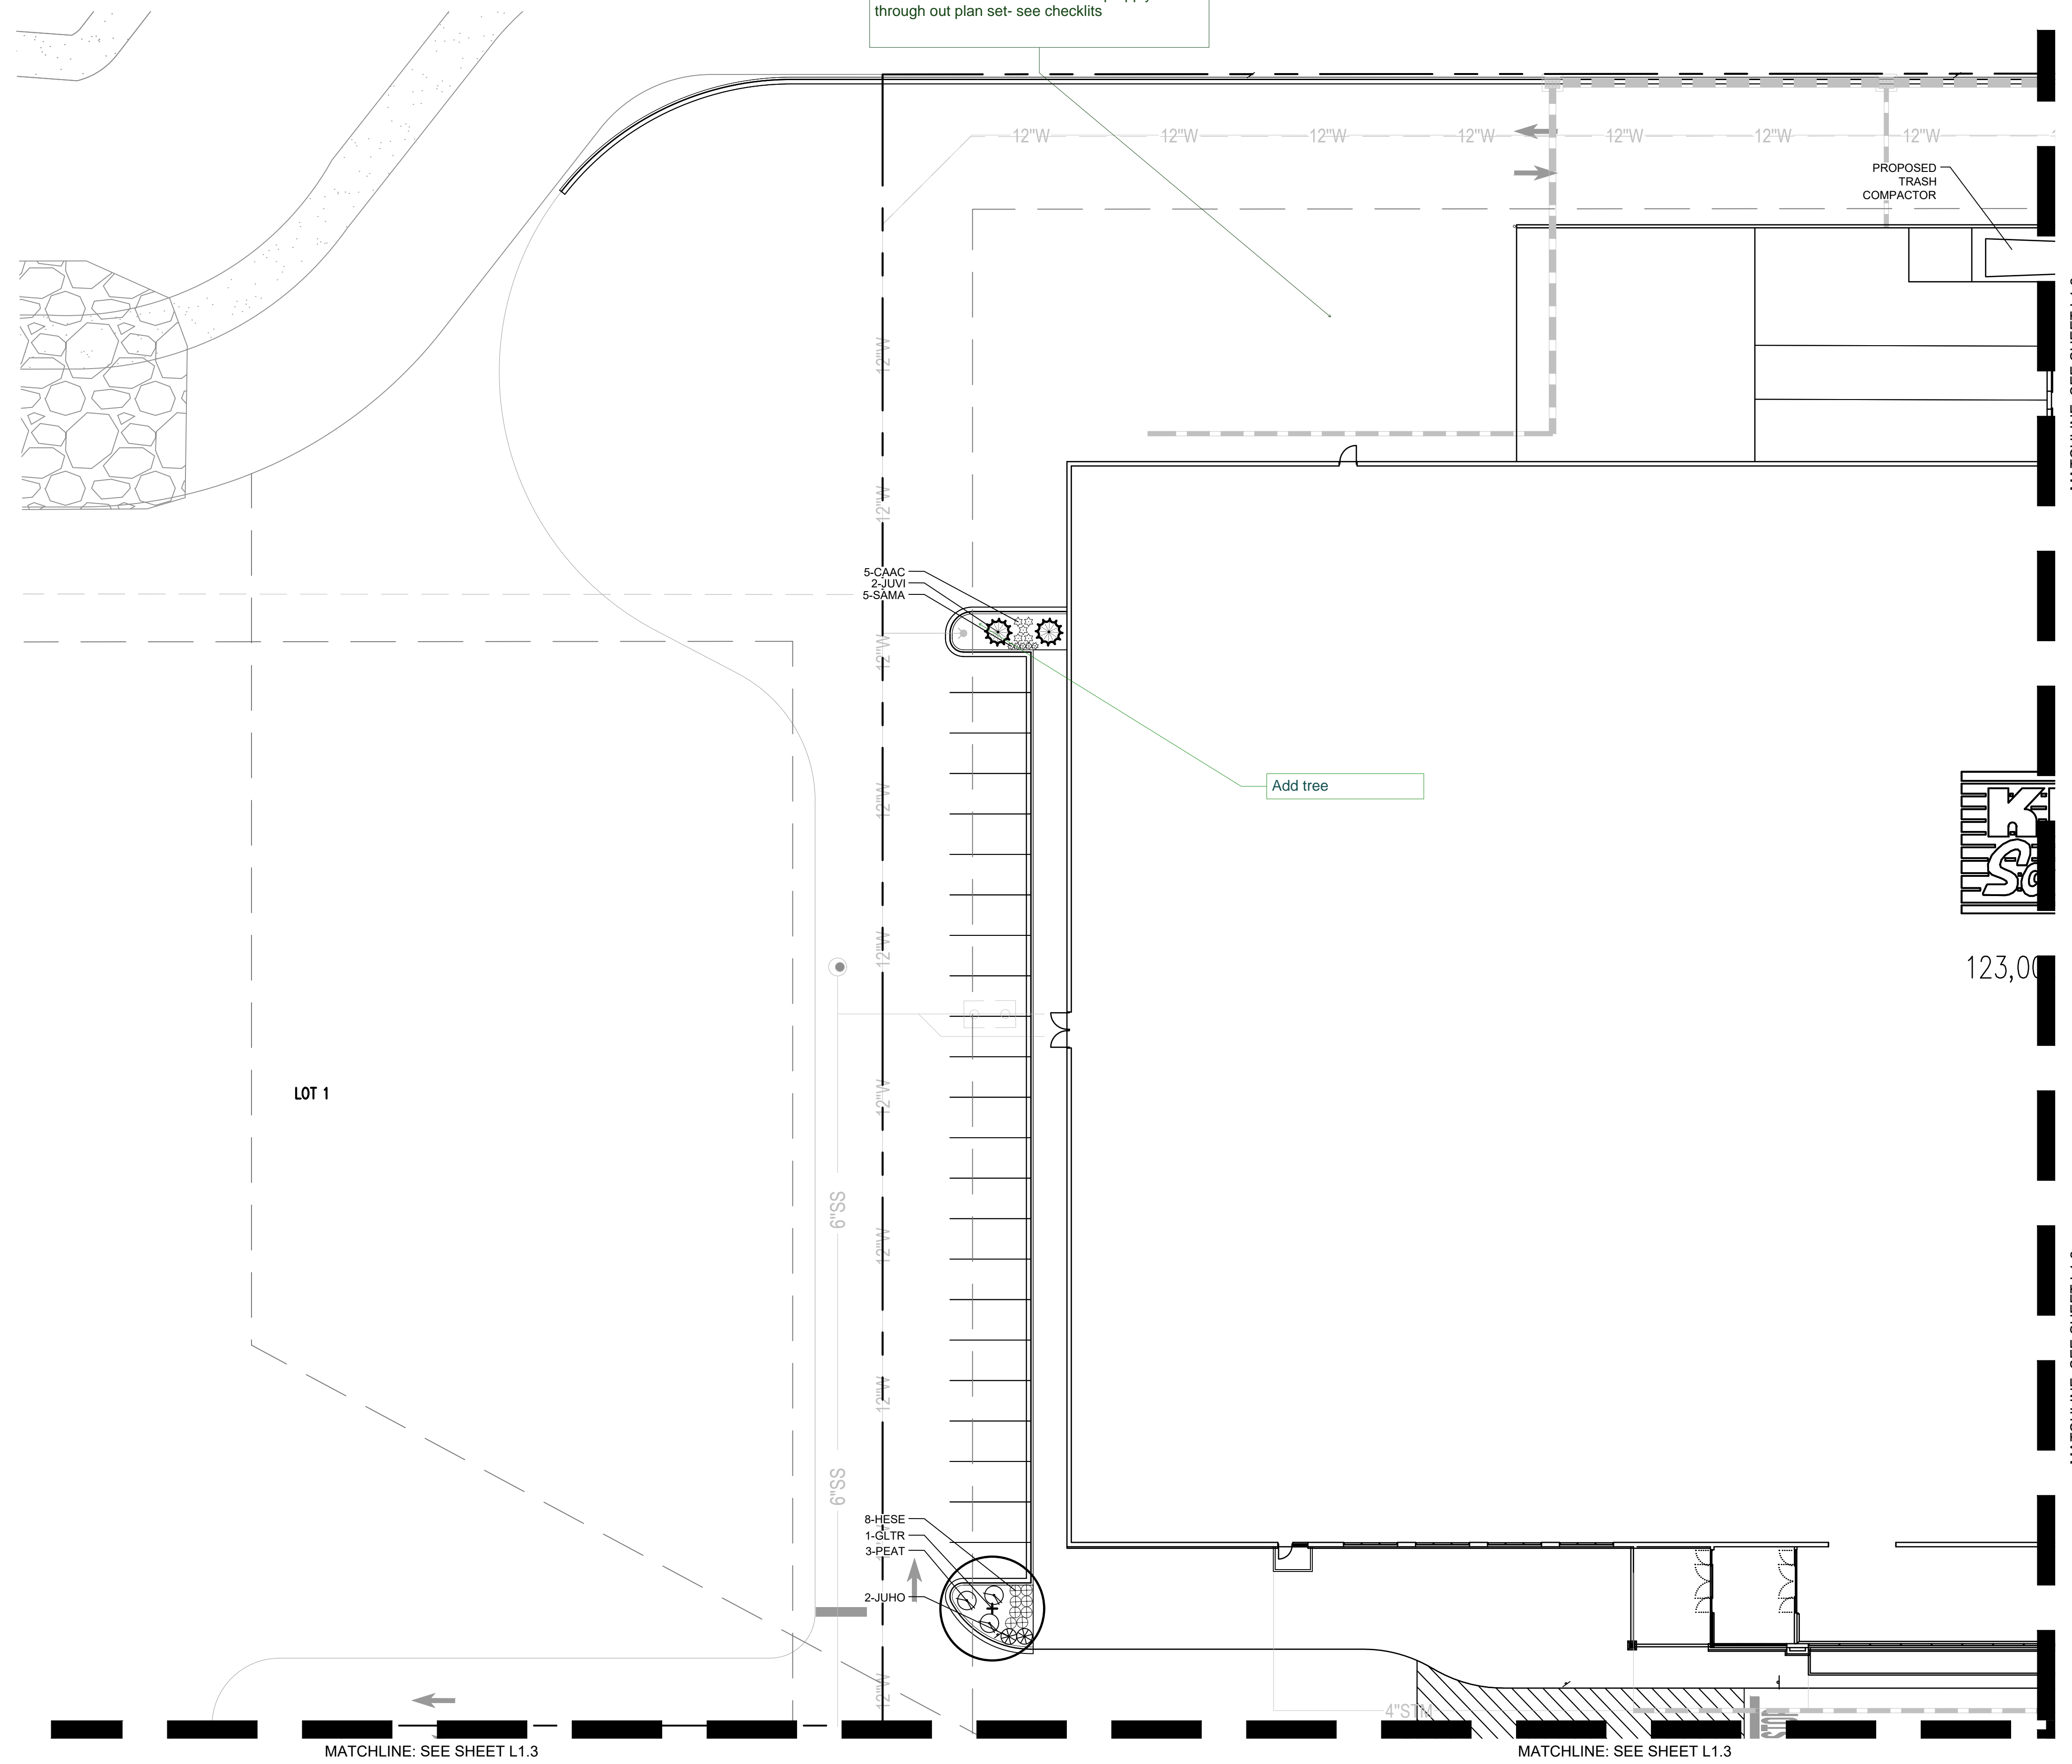 through out plan set- see checklits
12"W
12"W
12"W
12"W
12"W
12"W
12"W
PROPOSED
TRASH
COMPACTOR
12"W
12"W
5-CAAC
2-JUVI
5-SAMA
12"W
Add tree
12"W
12"W
123,00
LOT 1
12"W
6"SS
12"W
12"W
6"SS
8-HESE
1-GLTR
3-PEAT
2-JUHO
12"W
4"STM
MATCHLINE: SEE SHEET L1.3
MATCHLINE: SEE SHEET L1.3